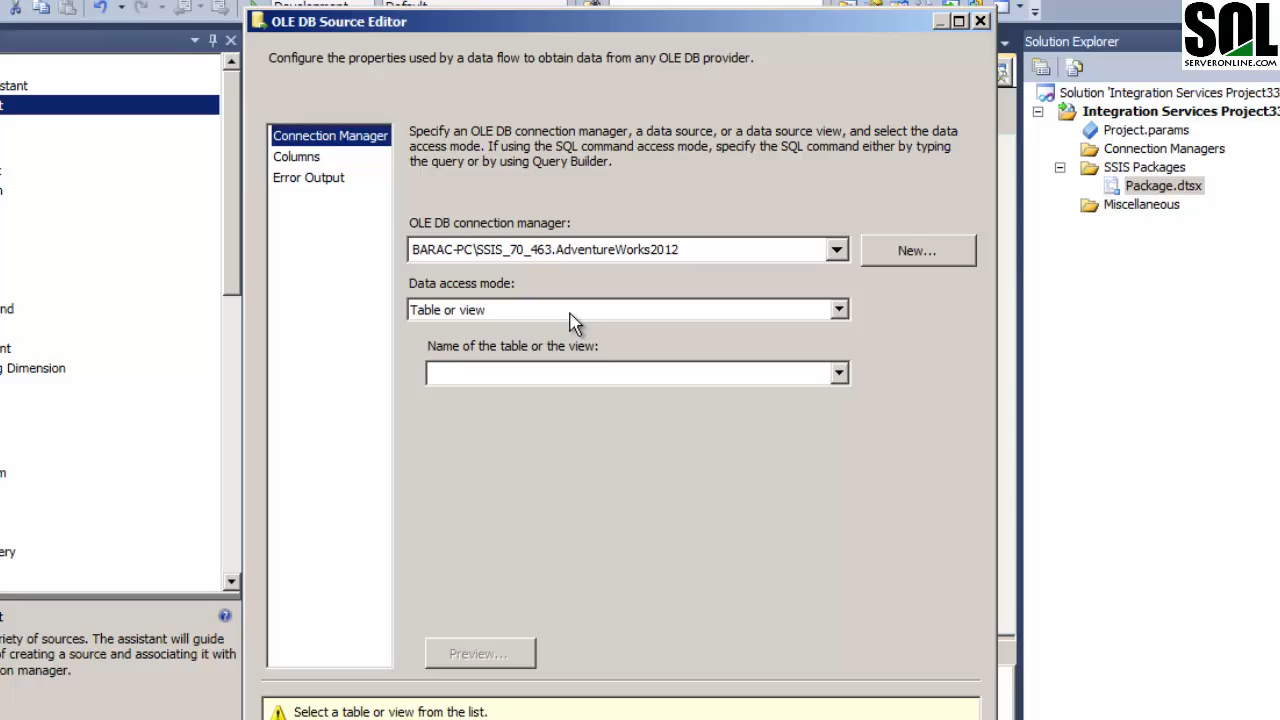 Development
Default
SQL
SERVERONLINE.COM
OLE DB Source Editor
Configure the properties used by a data flow to obtain data from any OLE DB provider.
Connection Manager
Columns
Error Output
Specify an OLE DB connection manager, a data source, or a data source view, and select the data
access mode. If using the SQL command access mode, specify the SQL command either by typing
the query or by using Query Builder.
OLE DB connection manager:
BARAC-PC\SSIS_70_463.AdventureWorks2012
New...
Data access mode:
Table or view
Name of the table or the view:
Preview...
Select a table or view from the list.
Solution Explorer
Solution 'Integration Services Project33
Integration Services Project33
Project.params
Connection Managers
SSIS Packages
Package.dtsx
Miscellaneous
stant
t
nd
nt
g Dimension
m
ery
t
riety of sources. The assistant will guide
of creating a source and associating it with
on manager.